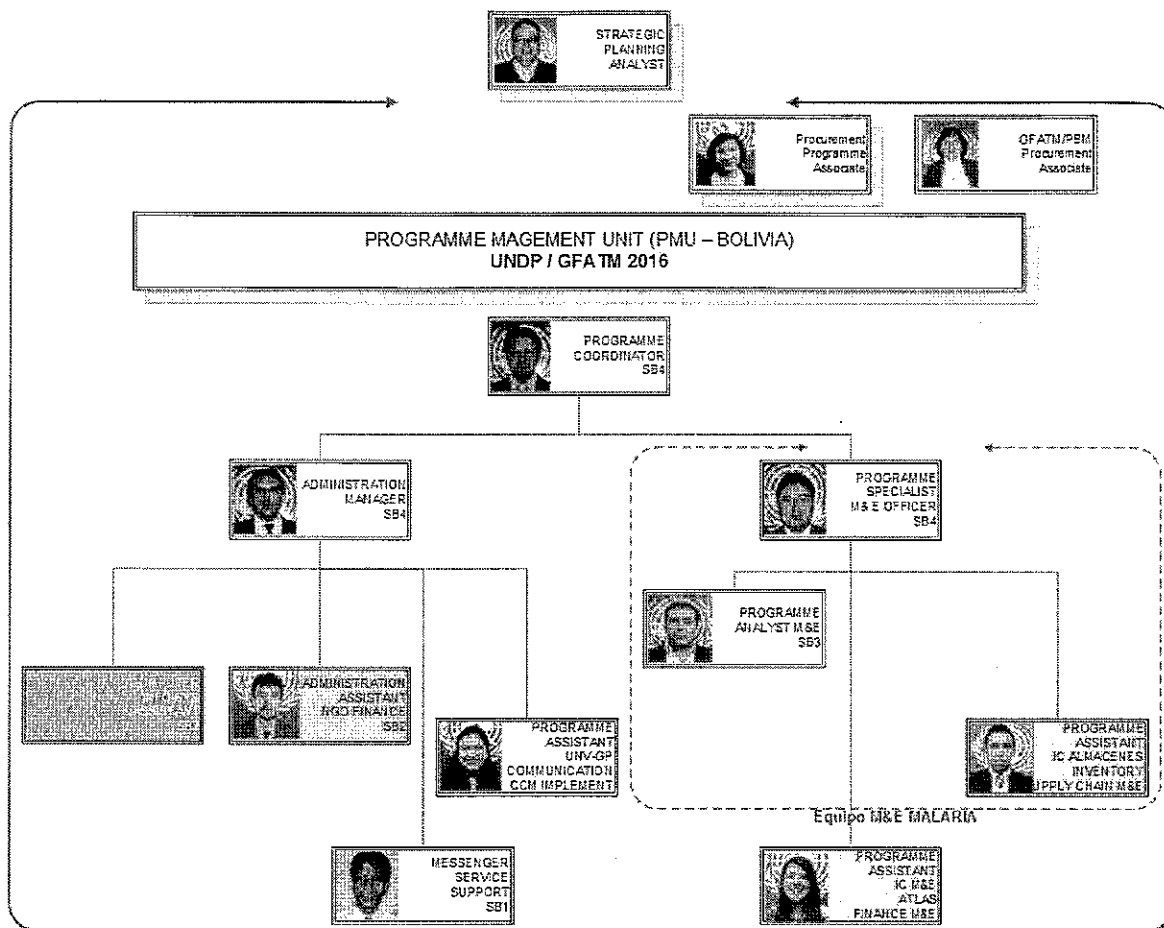 STRATEGIC
PLANNING
ANALYST
Procurement
Programme
Associate
GFATM/PBM
Procurement
Associate
PROGRAMME MAGEMENT UNIT (PMU – BOLIVIA)
UNDP / GFATM 2016
PROGRAMME
COORDINATOR
SB4
ADMINISTRATION
MANAGER
SB4
PROGRAMME
SPECIALIST
M&E OFFICER
SB4
PROGRAMME
ANALYST M&E
SB3
ADMINISTRATION
ASSISTANT
NGO FINANCE
SB2
PROGRAMME
ASSISTANT
UNV-GP
COMMUNICATION
CCM IMPLEMENT
PROGRAMME
ASSISTANT
IC ALMACENES
INVENTORY
UPPLY CHAIN M&E
Equipo M&E MALARIA
MESSENGER
SERVICE
SUPPORT
SB1
PROGRAMME
ASSISTANT
IC M&E
ATLAS
FINANCE M&E